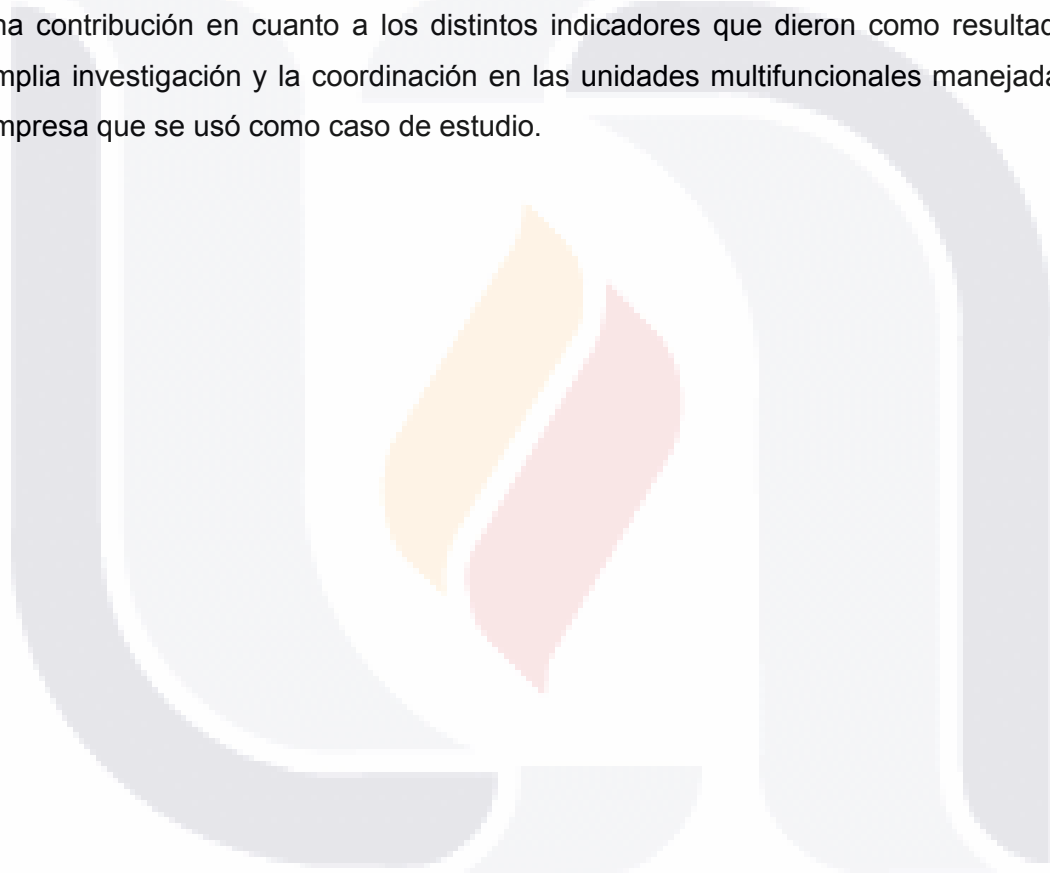 na contribución en cuanto a los distintos indicadores que dieron como resultad
mplia investigación y la coordinación en las unidades multifuncionales manejada
mpresa que se usó como caso de estudio.